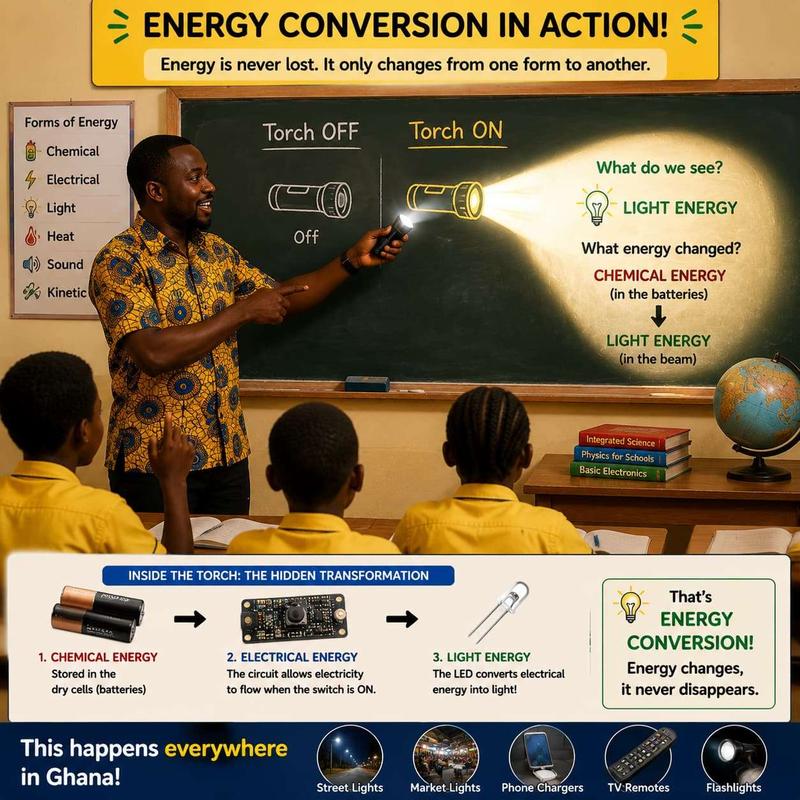 ENERGY CONVERSION IN ACTION!
Energy is never lost. It only changes from one form to another.
Forms of Energy
Chemical
Electrical
Light
Heat
Sound
Kinetic
Torch OFF
Off
Torch ON
What do we see?
LIGHT ENERGY
What energy changed?
CHEMICAL ENERGY
(in the batteries)
LIGHT ENERGY
(in the beam)
Integrated Science
Physics for Schools
Basic Electronics
INSIDE THE TORCH: THE HIDDEN TRANSFORMATION
1. CHEMICAL ENERGY
Stored in the
dry cells (batteries)
2. ELECTRICAL ENERGY
The circuit allows electricity
to flow when the switch is ON.
3. LIGHT ENERGY
The LED converts electrical
energy into light!
That's
ENERGY
CONVERSION!
Energy changes,
it never disappears.
This happens everywhere
in Ghana!
Street Lights
Market Lights
Phone Chargers
TV Remotes
Flashlights